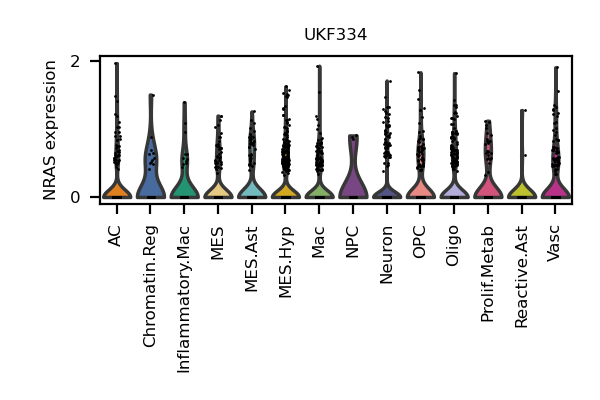 UKF334
NRAS expression
2
0
AC
Chromatin.Reg
Inflammatory.Mac
MES
MES.Ast
MES.Hyp
Mac
NPC
Neuron
OPC
Oligo
Prolif.Metab
Reactive.Ast
Vasc